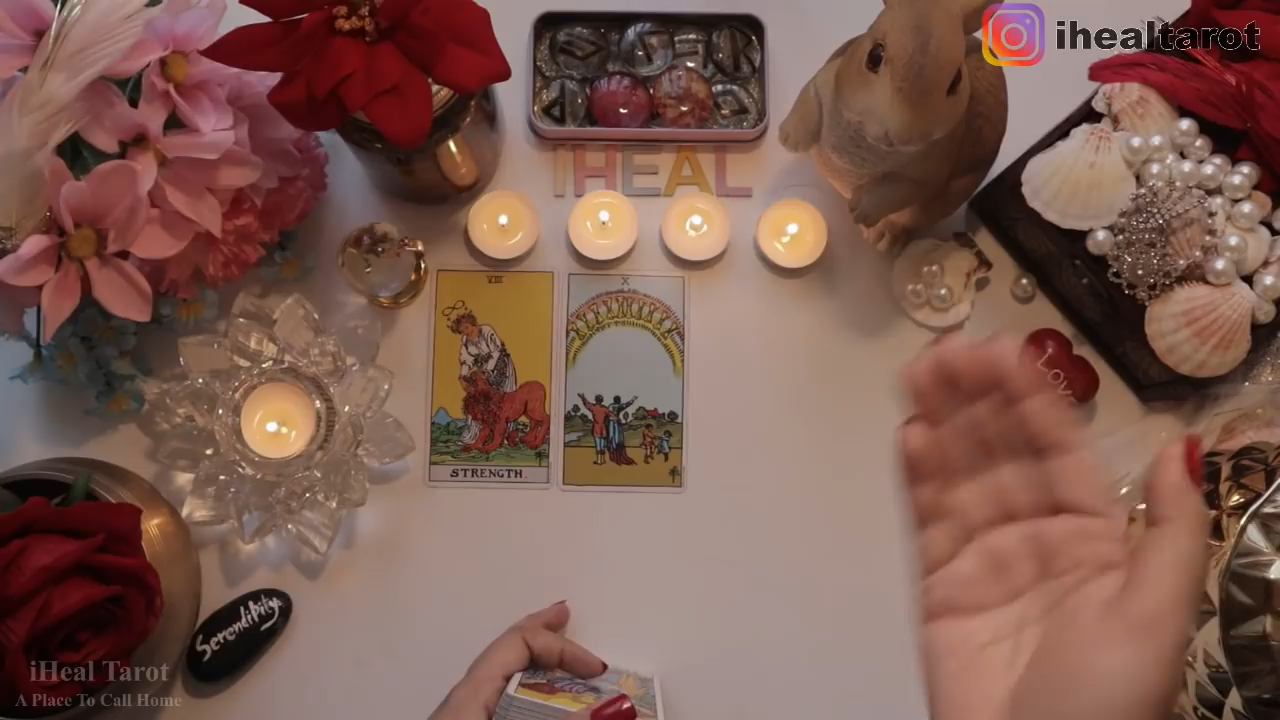 ihealtarot
iHEAL
VIII
X
STRENGTH.
Love
Serendipity
iHeal Tarot
A Place To Call Home